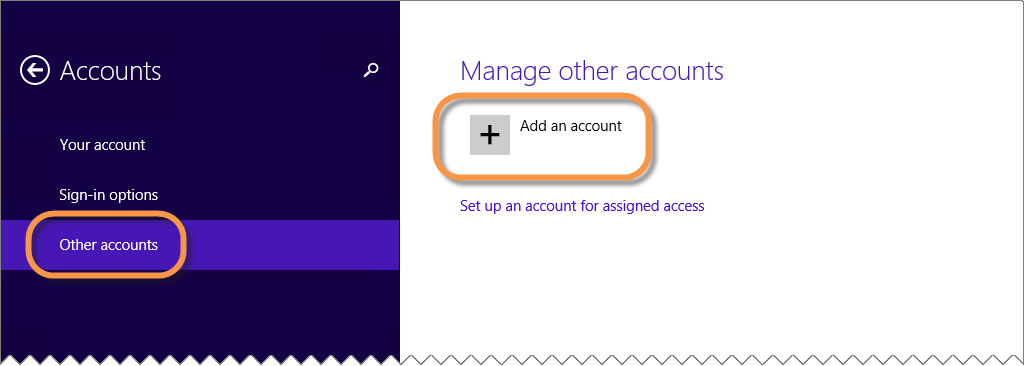 Accounts
Your account
Sign-in options
Other accounts
Manage other accounts
Add an account
Set up an account for assigned access